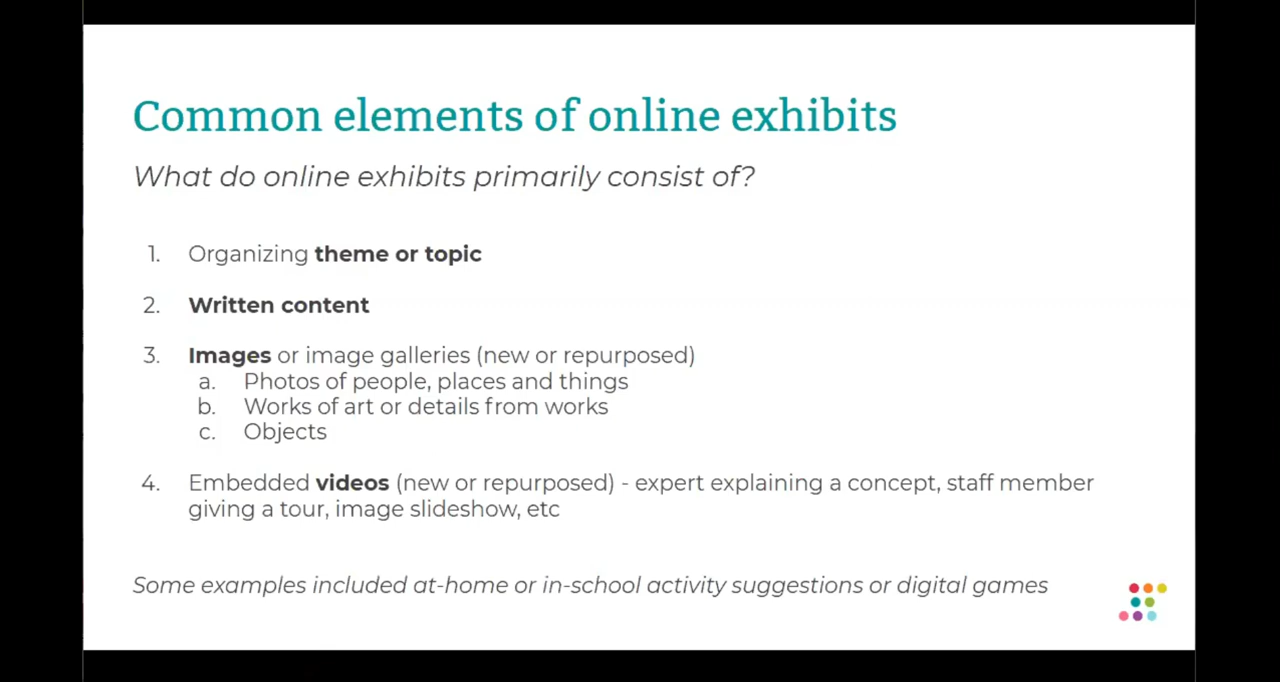 Common elements of online exhibits
What do online exhibits primarily consist of?
1. Organizing theme or topic
2. Written content
3. Images or image galleries (new or repurposed)
a. Photos of people, places and things
b. Works of art or details from works
c. Objects
4. Embedded videos (new or repurposed) - expert explaining a concept, staff member
giving a tour, image slideshow, etc
Some examples included at-home or in-school activity suggestions or digital games